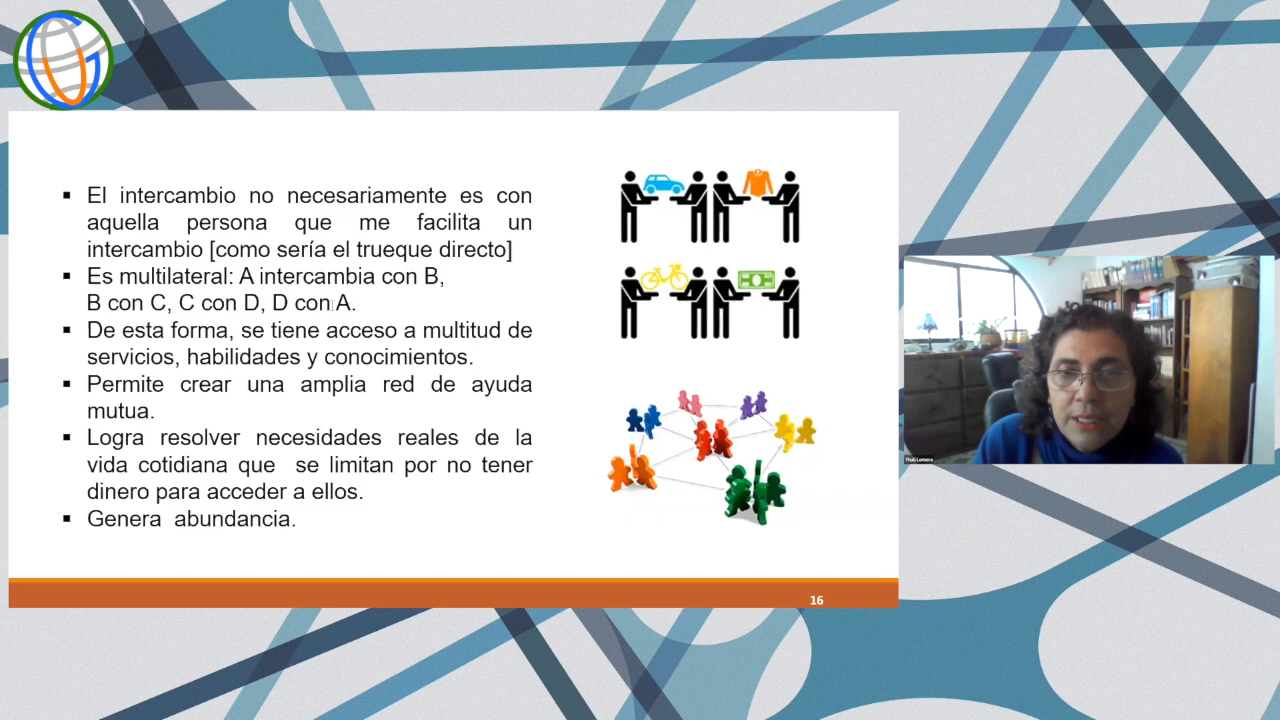 ▪ El intercambio no necesariamente es con
aquella persona que me facilita un
intercambio [como sería el trueque directo]
▪ Es multilateral: A intercambia con B,
B con C, C con D, D con A.
▪ De esta forma, se tiene acceso a multitud de
servicios, habilidades y conocimientos.
▪ Permite crear una amplia red de ayuda
mutua.
▪ Logra resolver necesidades reales de la
vida cotidiana que se limitan por no tener
dinero para acceder a ellos.
▪ Genera abundancia.
16